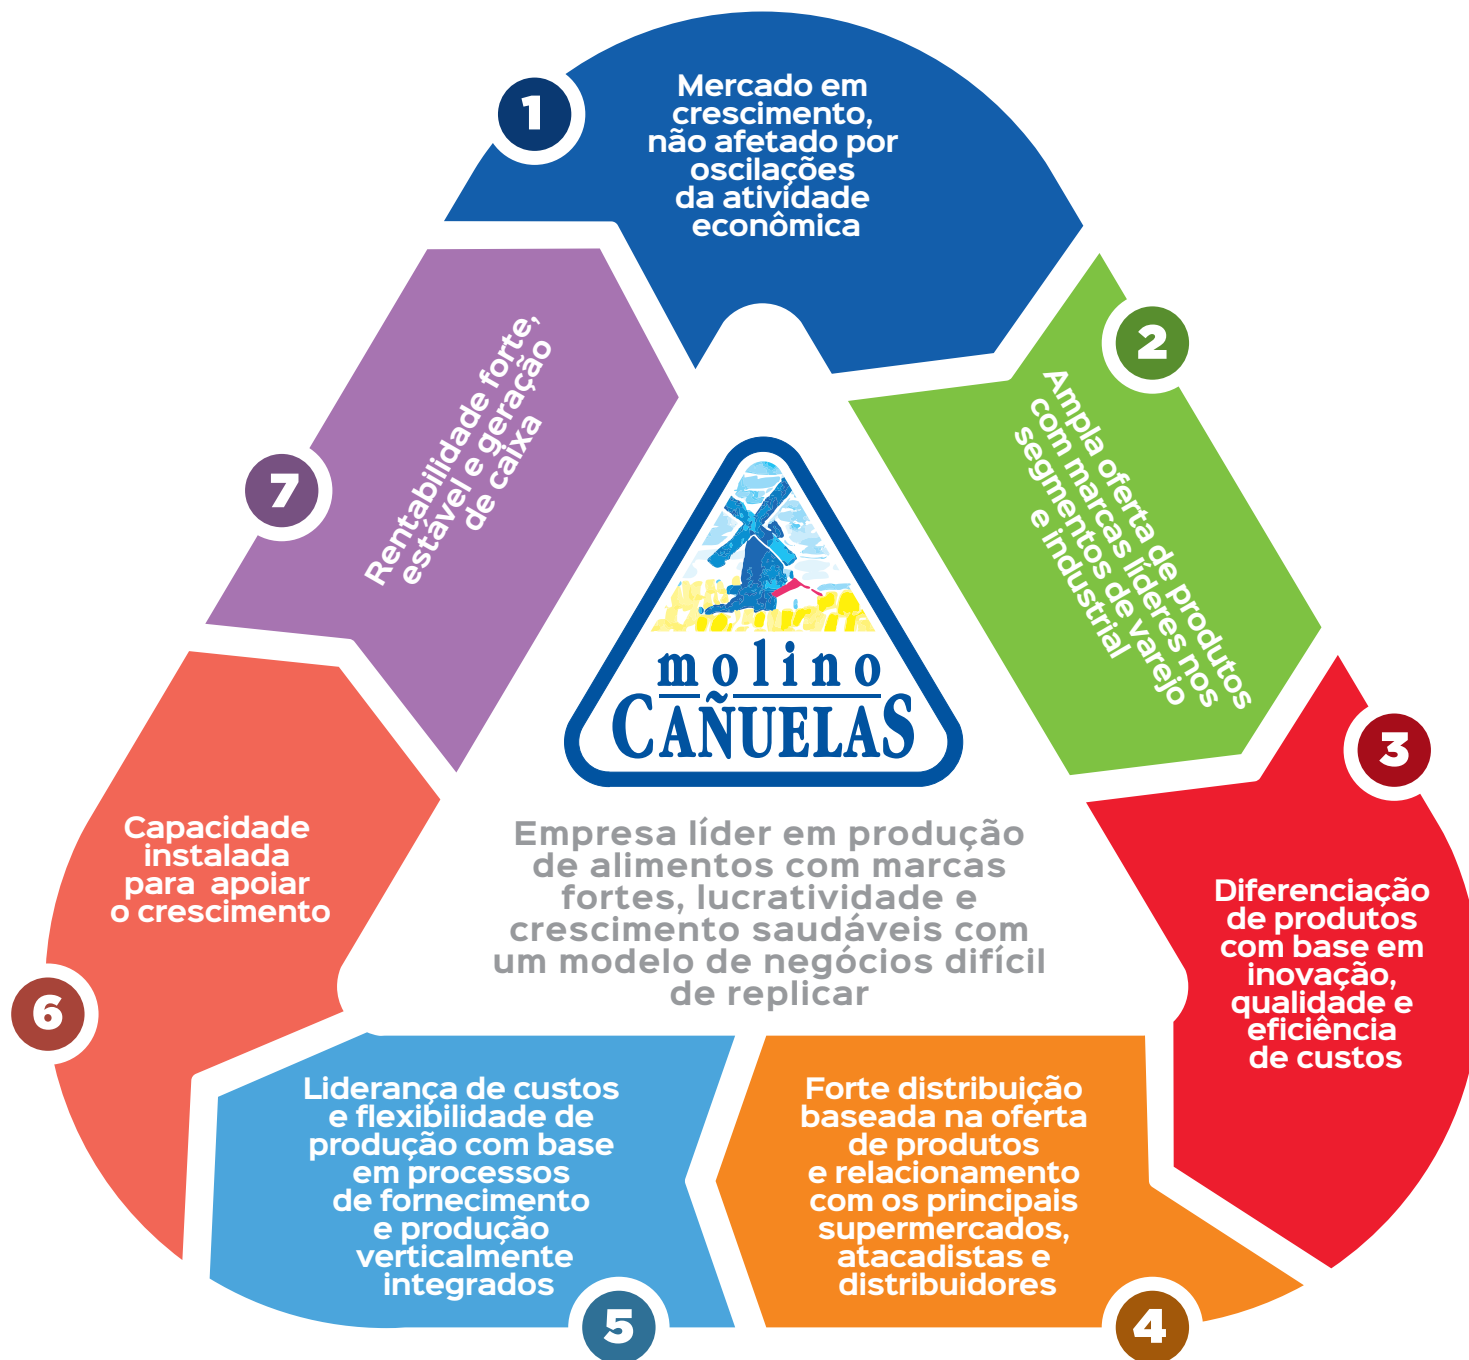 1
Mercado em
crescimento,
não afetado por
oscilações
da atividade
econômica
2
Ampla oferta de produtos
com marcas líderes nos
segmentos de varejo
e industrial
3
Diferenciação
de produtos
com base em
inovação,
qualidade e
eficiência
de custos
4
Forte distribuição
baseada na oferta
de produtos
e relacionamento
com os principais
supermercados,
atacadistas e
distribuidores
5
Liderança de custos
e flexibilidade de
produção com base
em processos
de fornecimento
e produção
verticalmente
integrados
6
Capacidade
instalada
para apoiar
o crescimento
7
Rentabilidade forte,
estável e geração
de caixa
molino
CAÑUELAS
Empresa líder em produção
de alimentos com marcas
fortes, lucratividade e
crescimento saudáveis com
um modelo de negócios difícil
de replicar